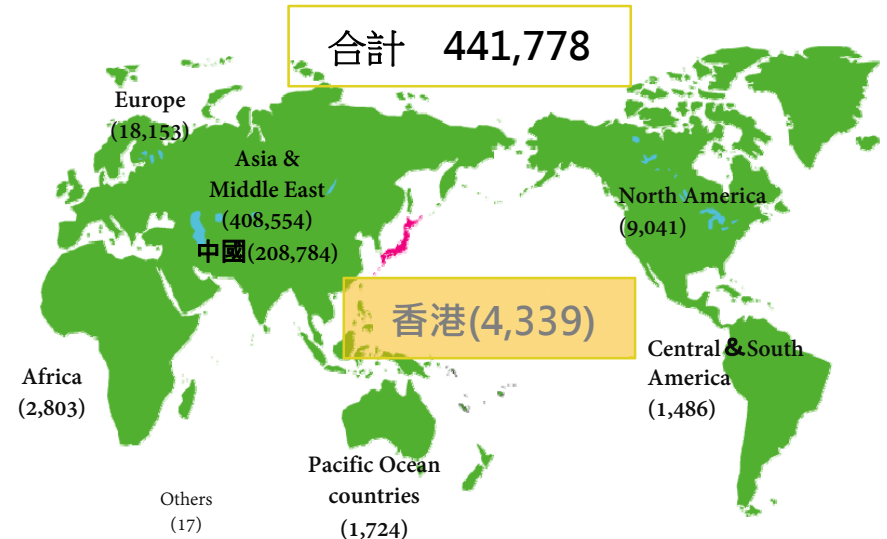 合計 441,778
Europe
(18,153)
Asia &
Middle East
(408,554)
中國(208,784)
North America
(9,041)
香港(4,339)
Central & South
America
(1,486)
Africa
(2,803)
Pacific Ocean
countries
(1,724)
Others
(17)